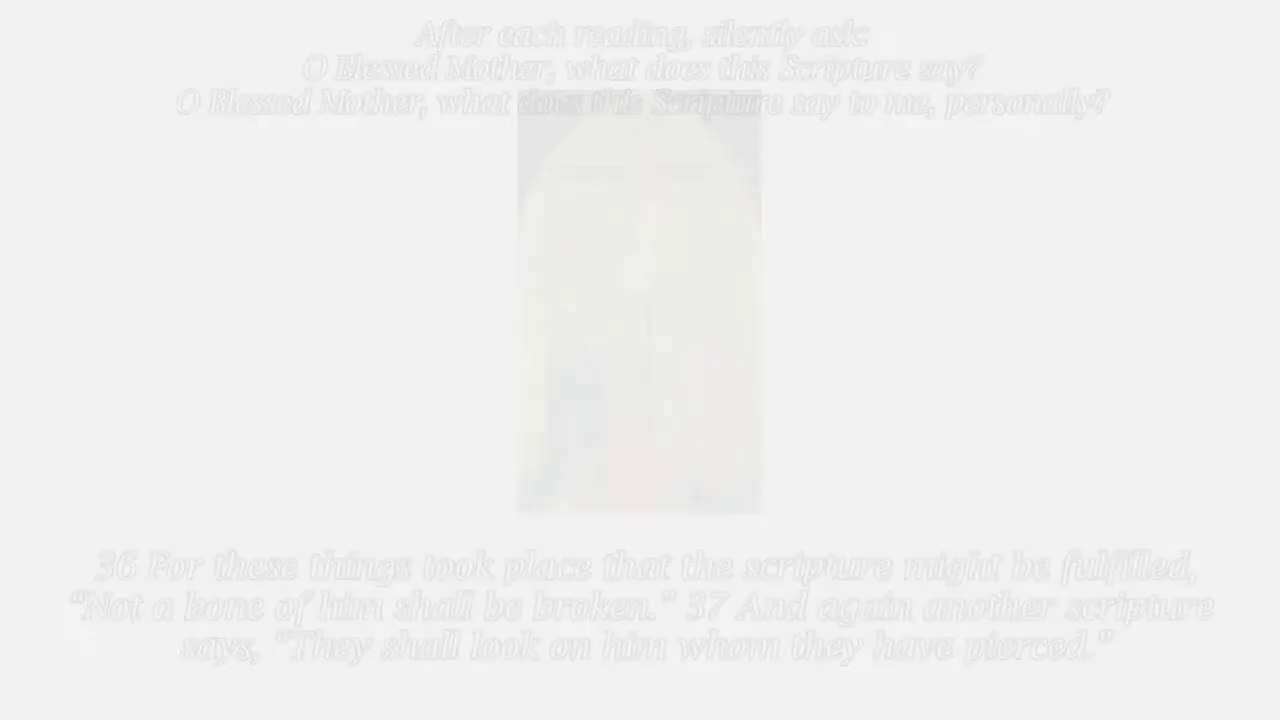 After each reading, silently ask:
O Blessed Mother, what does this Scripture say?
O Blessed Mother, what does this Scripture say to me, personally?
36 For these things took place that the scripture might be fulfilled,
“Not a bone of him shall be broken.” 37 And again another scripture
says, “They shall look on him whom they have pierced.”